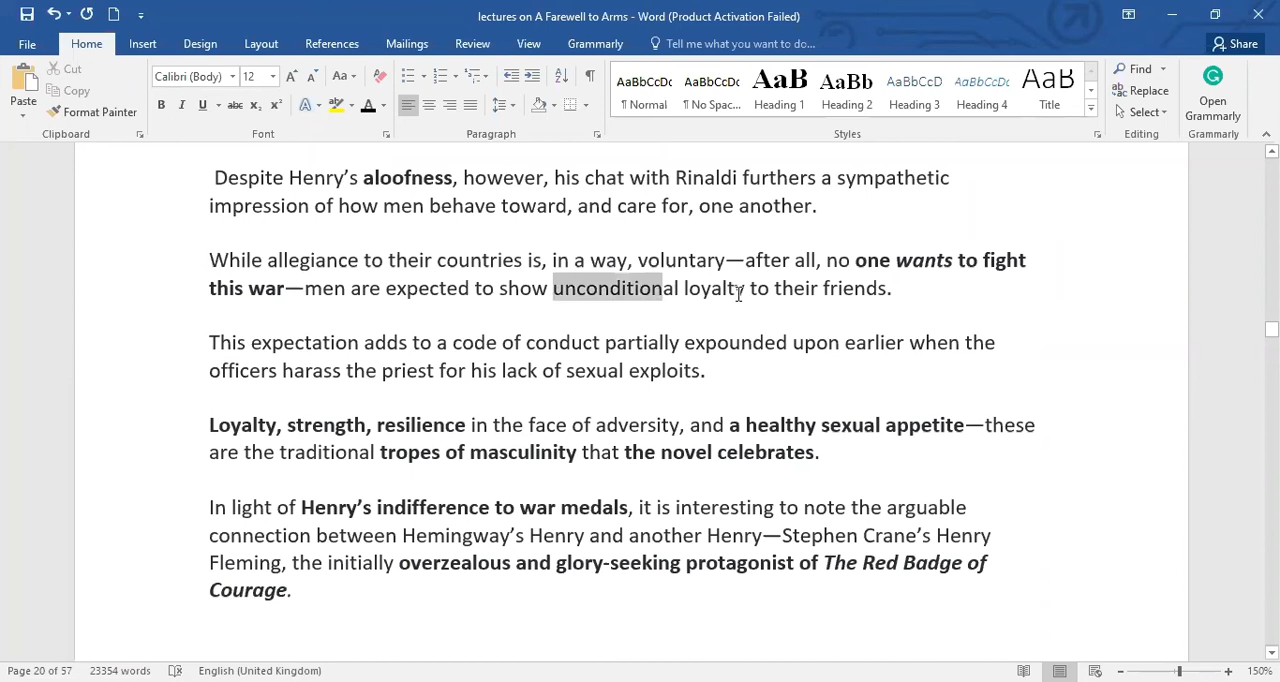 lectures on A Farewell to Arms - Word (Product Activation Failed)
File Home Insert Design Layout References Mailings Review View Grammarly Tell me what you want to do... Share
Paste Cut Copy Format Painter
Calibri (Body) 12
AaBbCcDc AaBbCcDc AaB AaBb AaBbCcD AaBbCcD AaB
¶ Normal ¶ No Spac... Heading 1 Heading 2 Heading 3 Heading 4 Title
Find Replace Select
Open Grammarly
Clipboard Font Paragraph Styles Editing Grammarly
Despite Henry’s aloofness, however, his chat with Rinaldi furthers a sympathetic
impression of how men behave toward, and care for, one another.
While allegiance to their countries is, in a way, voluntary—after all, no one wants to fight
this war—men are expected to show unconditional loyalty to their friends.
This expectation adds to a code of conduct partially expounded upon earlier when the
officers harass the priest for his lack of sexual exploits.
Loyalty, strength, resilience in the face of adversity, and a healthy sexual appetite—these
are the traditional tropes of masculinity that the novel celebrates.
In light of Henry’s indifference to war medals, it is interesting to note the arguable
connection between Hemingway’s Henry and another Henry—Stephen Crane’s Henry
Fleming, the initially overzealous and glory-seeking protagonist of The Red Badge of
Courage.
Page 20 of 57 23354 words English (United Kingdom) 150%